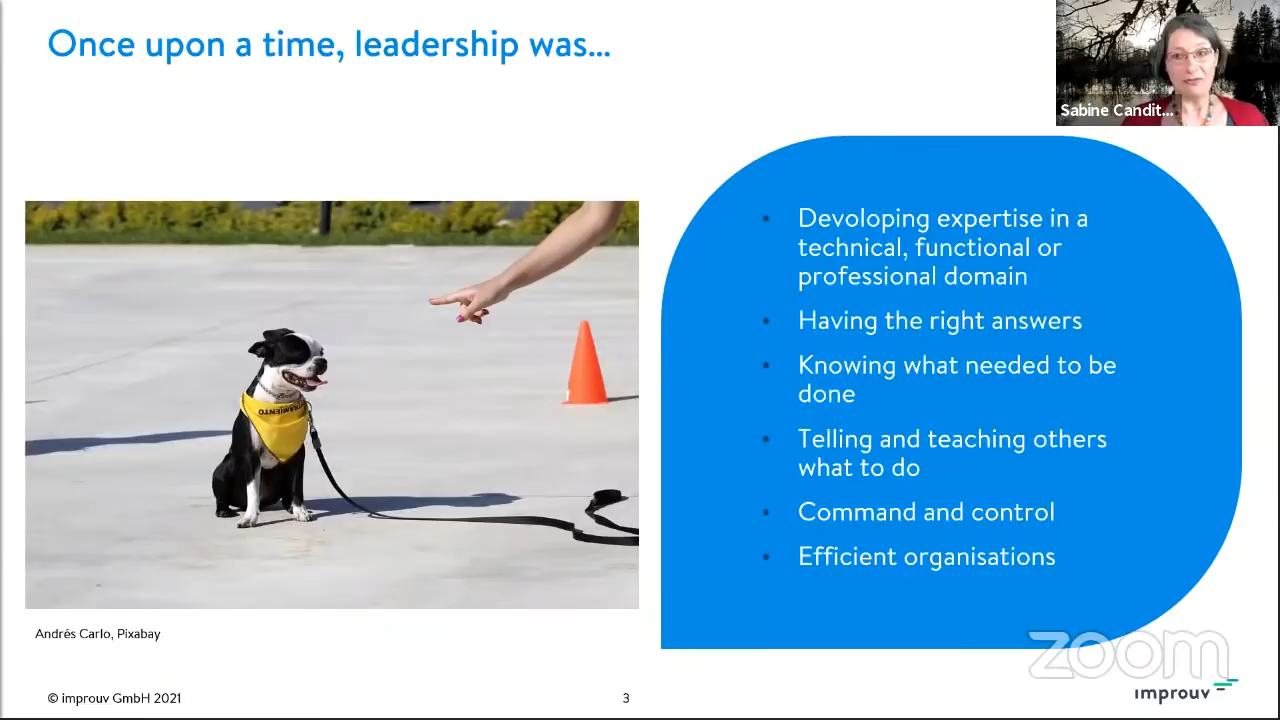 Once upon a time, leadership was...
Sabine Candit...
• Devoloping expertise in a
technical, functional or
professional domain
• Having the right answers
• Knowing what needed to be
done
• Telling and teaching others
what to do
• Command and control
• Efficient organisations
Andrés Carlo, Pixabay
zoom
© improuv GmbH 2021
3
improuv